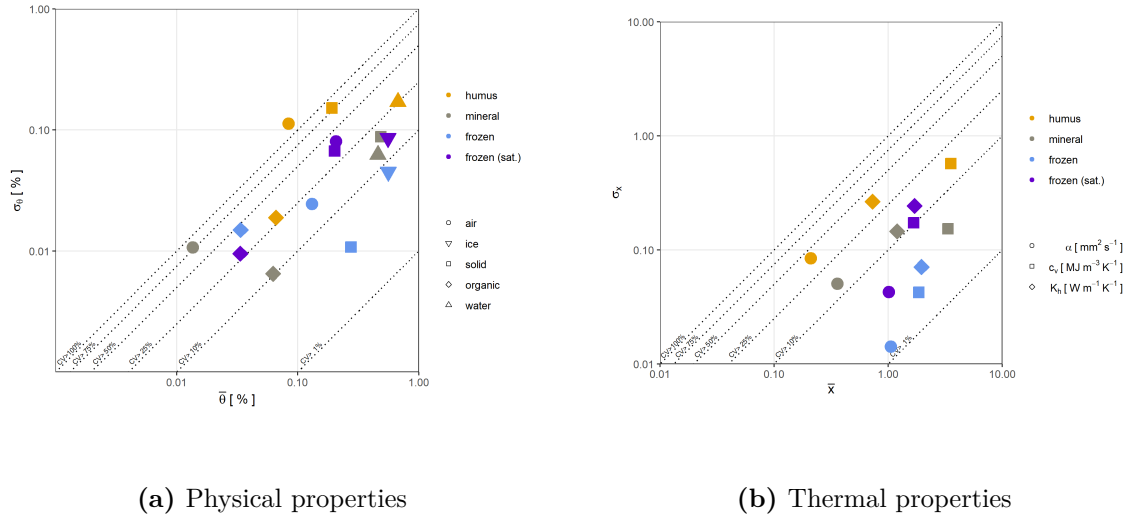 1.00
0.10
0.01
σθ [ % ]
CV>100%
CV> 75%
CV> 50%
CV> 25%
CV> 10%
CV> 1%
0.01
0.10
1.00
θ̅ [ % ]
humus
mineral
frozen
frozen (sat.)
air
ice
solid
organic
water
10.00
1.00
0.10
0.01
σx
CV>100%
CV> 75%
CV> 50%
CV> 25%
CV> 10%
CV> 1%
0.01
0.10
1.00
10.00
x̅
humus
mineral
frozen
frozen (sat.)
α [ mm² s⁻¹ ]
cᵥ [ MJ m⁻³ K⁻¹ ]
Kₕ [ W m⁻¹ K⁻¹ ]
(a) Physical properties
(b) Thermal properties